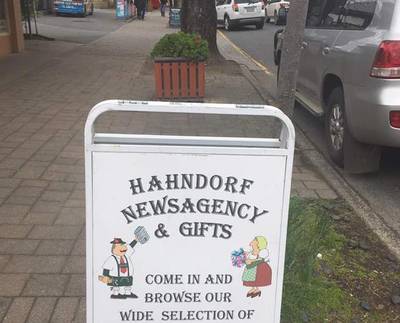 HAHNDORF
NEWSAGENCY
& GIFTS
COME IN AND
BROWSE OUR
WIDE SELECTION OF